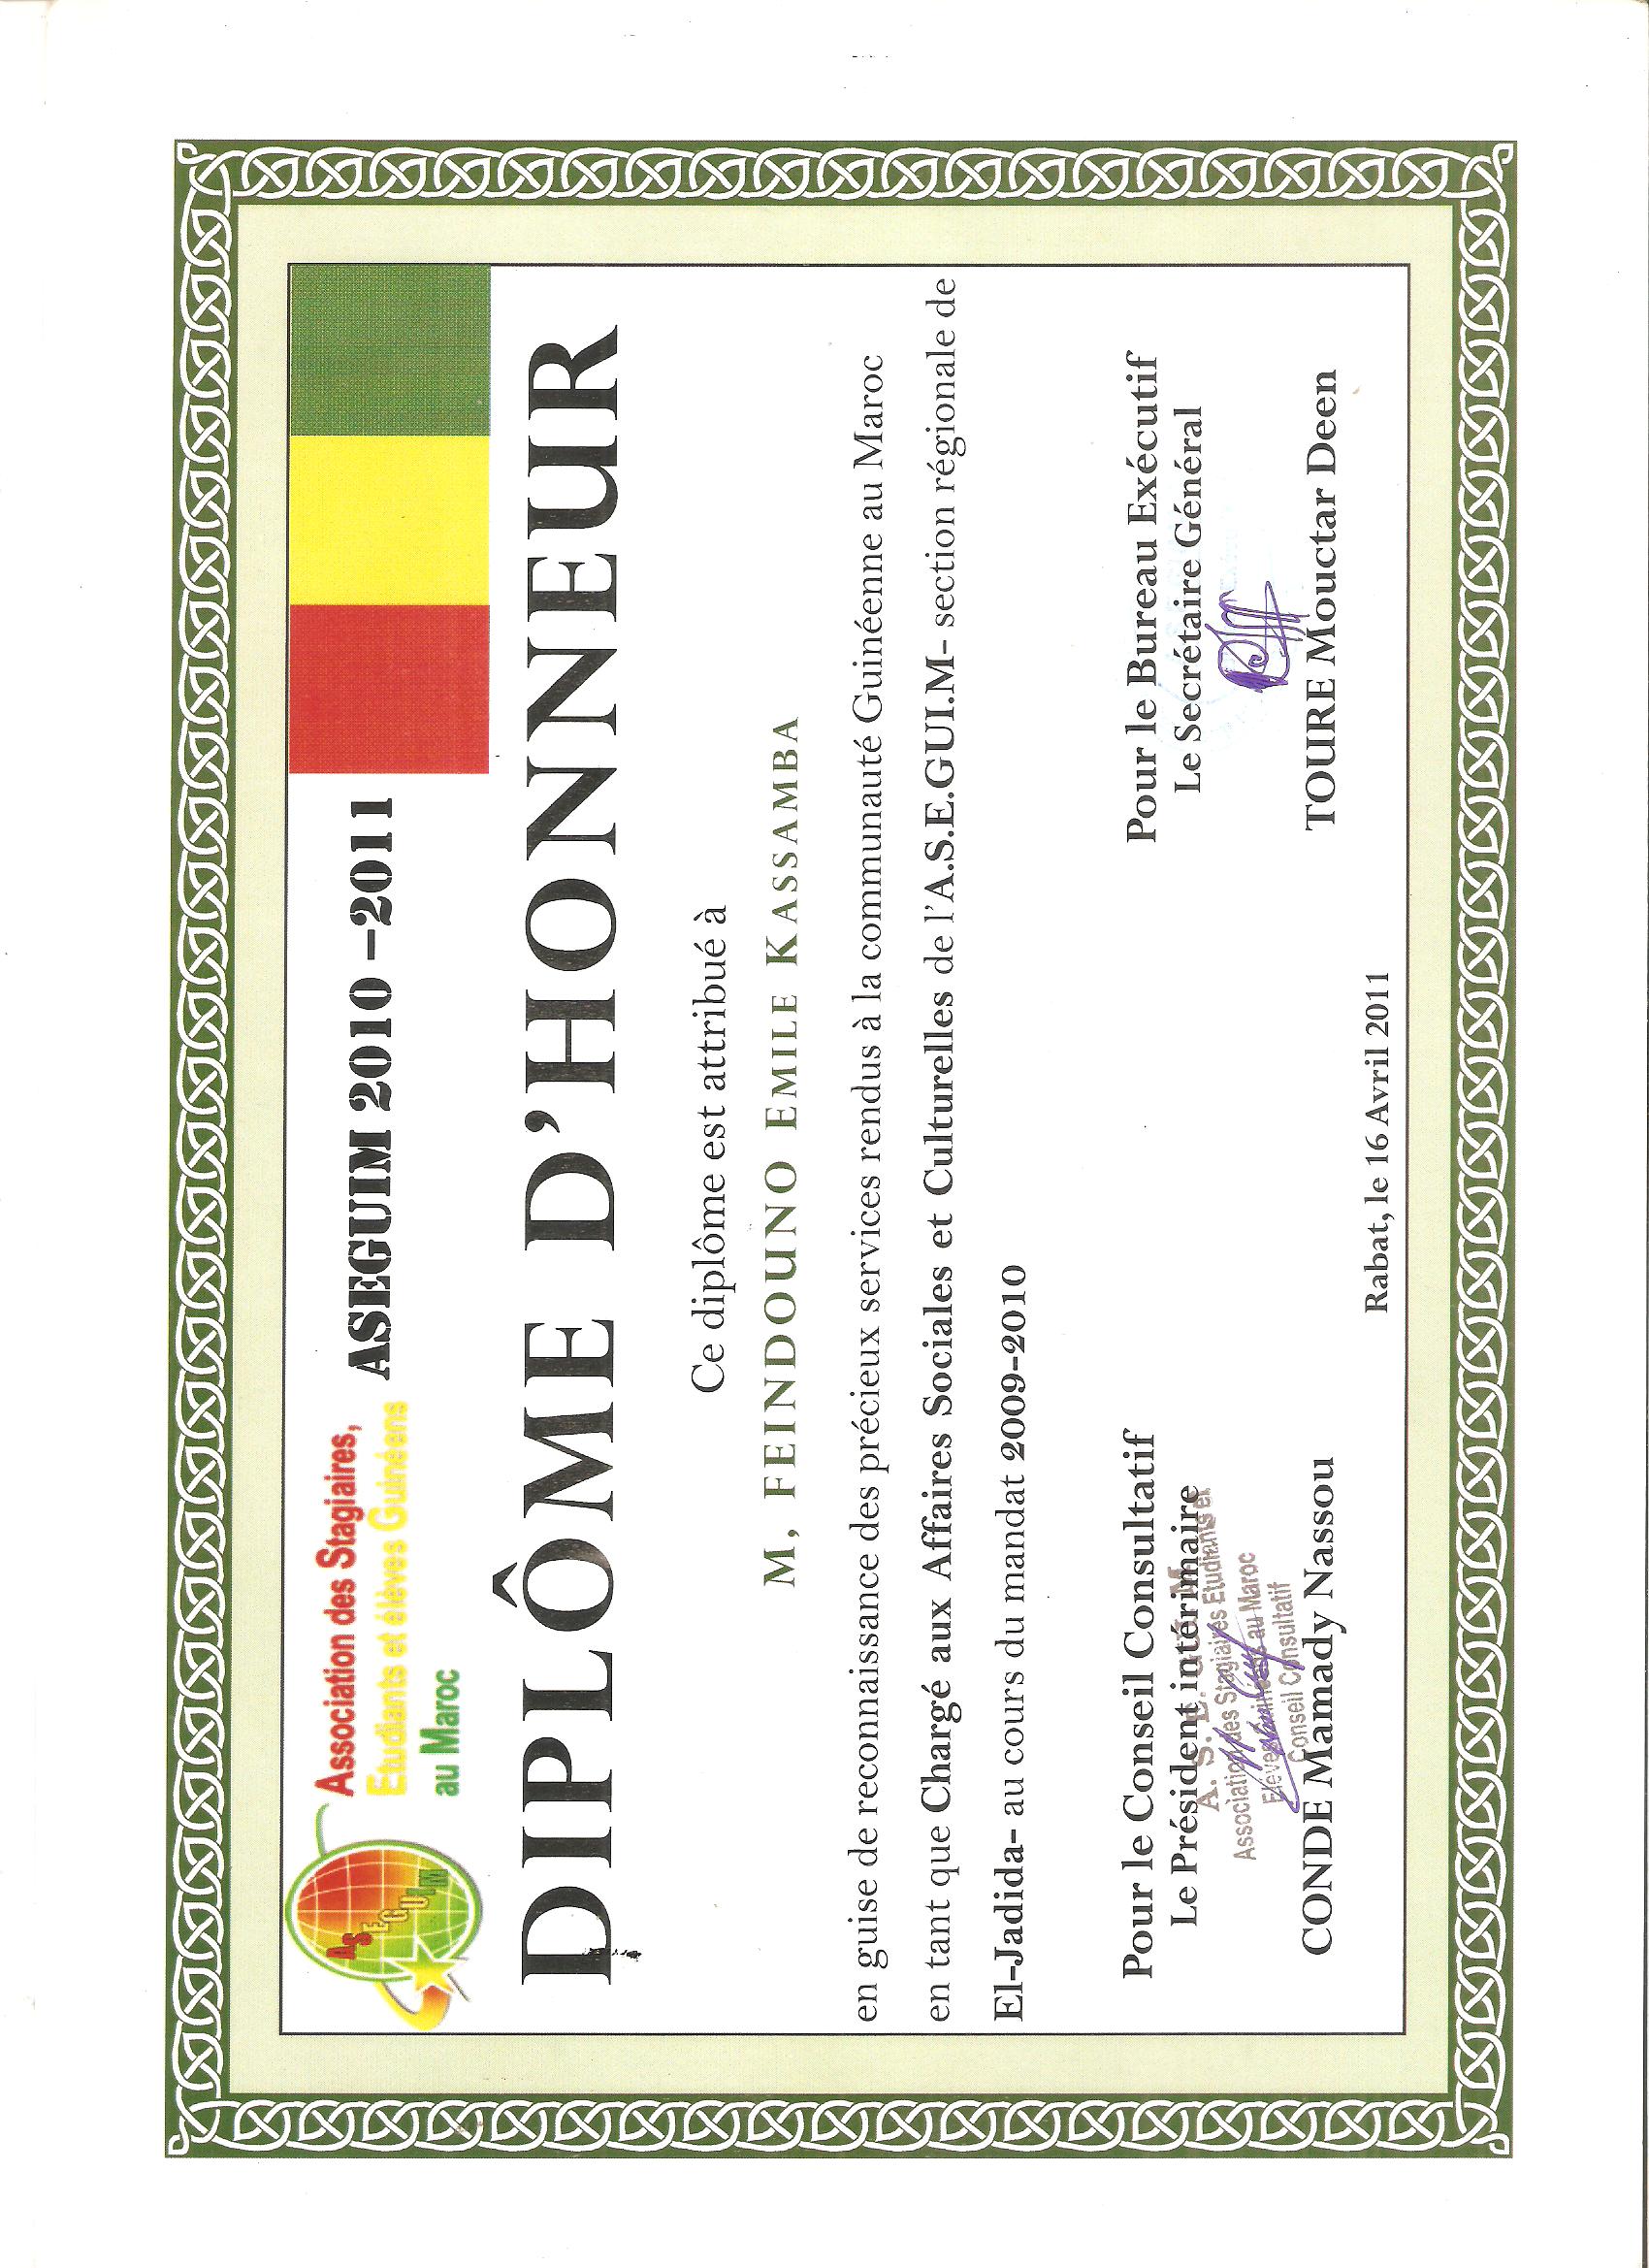 ASEGUIM
Association des Stagiaires,
Etudiants et élèves Guinéens
au Maroc
ASEGUIM 2010 –2011
DIPLÔME D'HONNEUR
Ce diplôme est attribué à
M, FEINDOUNO EMILE KASSAMBA
en guise de reconnaissance des précieux services rendus à la communauté Guinéenne au Maroc
en tant que Chargé aux Affaires Sociales et Culturelles de l'A.S.E.GUI.M- section régionale de
El-Jadida- au cours du mandat 2009-2010
Pour le Conseil Consultatif
Le Président intérimaire
A. S. E.
Association des Stagiaires Etudiants et
au Maroc
Conseil Consultatif
CONDE Mamady Nassou
Pour le Bureau Exécutif
Le Secrétaire Général
TOURE Mouctar Deen
Rabat, le 16 Avril 2011